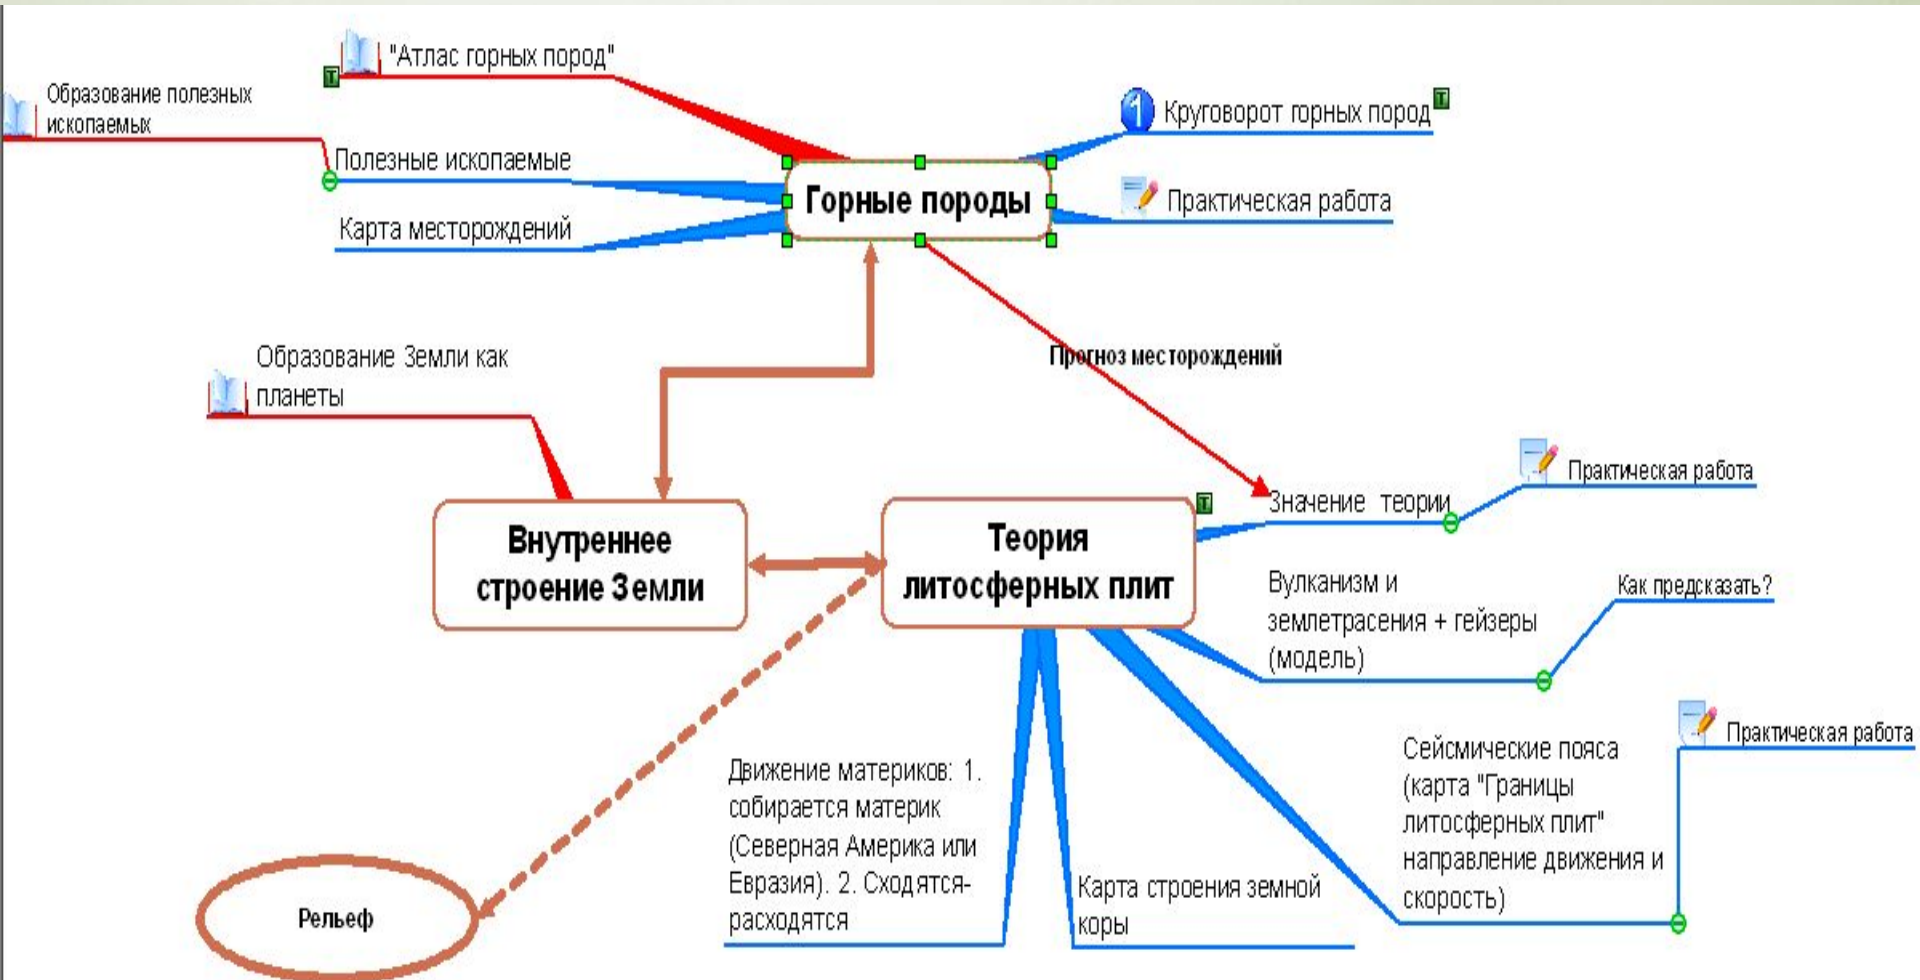 "Атлас горных пород"
Образование полезных
ископаемых
Полезные ископаемые
Карта месторождений
Горные породы
1
Круговорот горных пород
T
T
Практическая работа
Прогноз месторождений
Образование Земли как
планеты
Внутреннее
строение Земли
Теория
литосферных плит
T
Значение теории
Практическая работа
Вулканизм и
землетрасения + гейзеры
(модель)
Как предсказать?
Сейсмические пояса
(карта "Границы
литосферных плит"
направление движения и
скорость)
Практическая работа
Движение материков: 1.
собирается материк
(Северная Америка или
Евразия). 2. Сходятся-
расходятся
Карта строения земной
коры
Рельеф